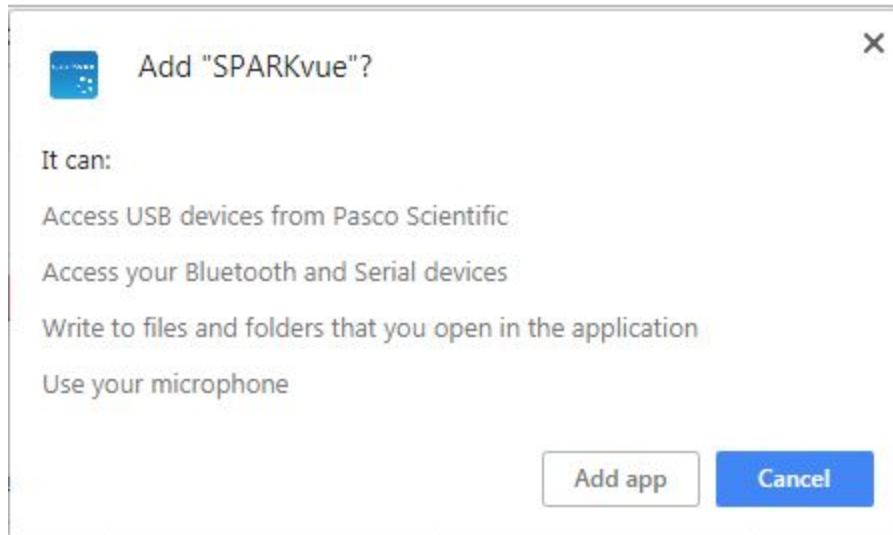 Add "SPARKvue"?
It can:
Access USB devices from Pasco Scientific
Access your Bluetooth and Serial devices
Write to files and folders that you open in the application
Use your microphone
Add app
Cancel